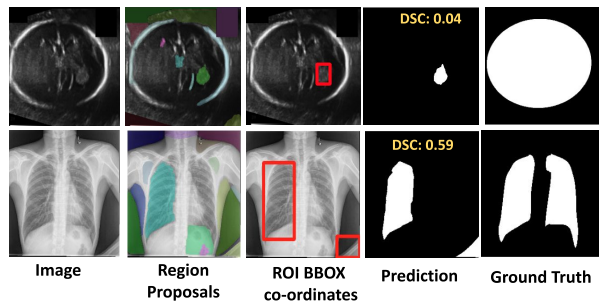 DSC: 0.04
DSC: 0.59
Image
Region
Proposals
ROI BBOX
co-ordinates
Prediction
Ground Truth